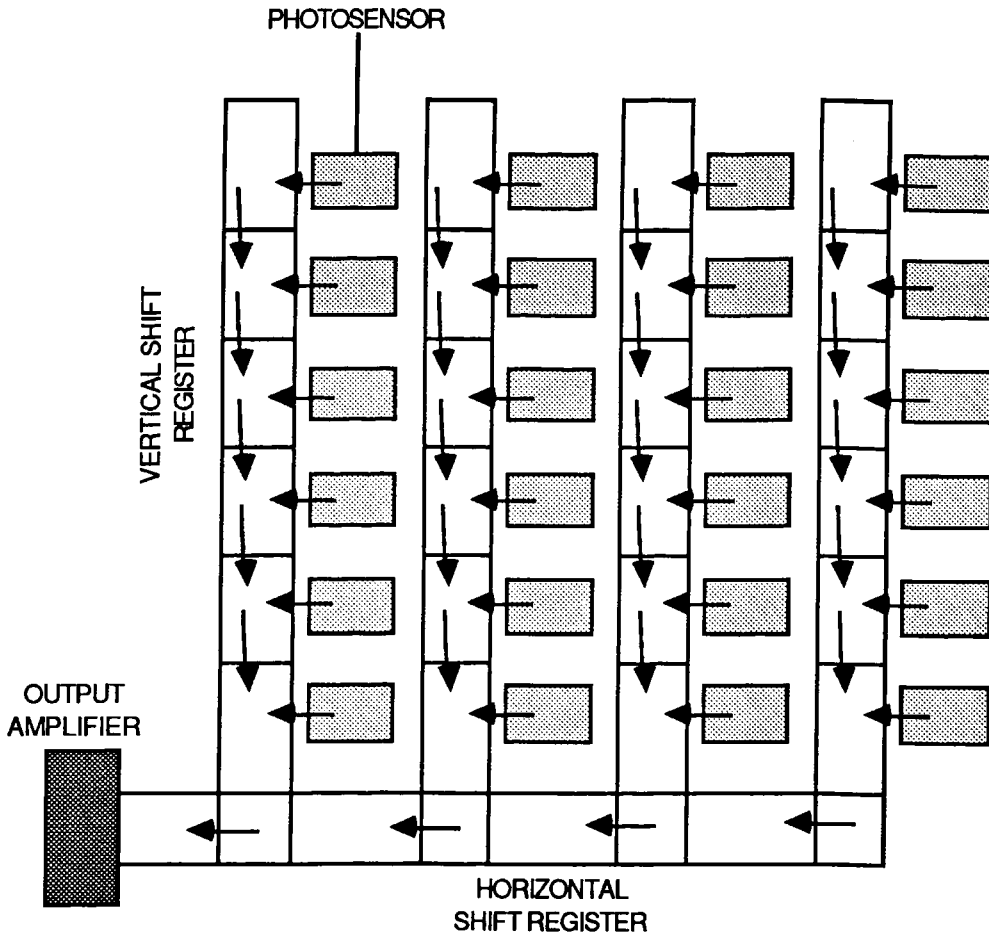 PHOTOSENSOR
VERTICAL SHIFT
REGISTER
OUTPUT
AMPLIFIER
HORIZONTAL
SHIFT REGISTER